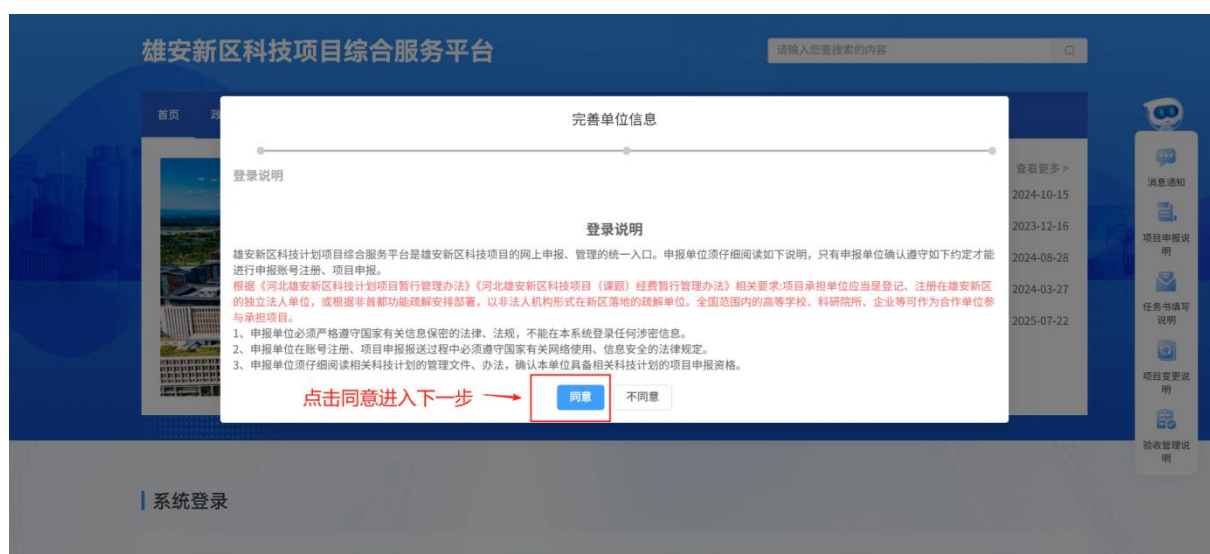 雄安新区科技项目综合服务平台
请输入您要搜索的内容
首页
政
完善单位信息
登录说明
登录说明
雄安新区科技计划项目综合服务平台是雄安新区科技项目的网上申报、管理的统一入口。申报单位须仔细阅读如下说明，只有申报单位确认遵守如下约定才能
进行申报账号注册、项目申报。
根据《河北雄安新区科技计划项目暂行管理办法》《河北雄安新区科技项目（课题）经费暂行管理办法》相关要求:项目承担单位应当是登记、注册在雄安新区
的独立法人单位，或根据非首都功能疏解安排部署，以非法人机构形式在新区落地的疏解单位。全国范围内的高等学校、科研院所、企业等可作为合作单位参
与承担项目。
1、申报单位必须严格遵守国家有关信息保密的法律、法规，不能在本系统登录任何涉密信息。
2、申报单位在账号注册、项目申报报送过程中必须遵守国家有关网络使用、信息安全的法律规定。
3、申报单位须仔细阅读相关科技计划的管理文件、办法，确认本单位具备相关科技计划的项目申报资格。
点击同意进入下一步
同意
不同意
查看更多 >
2024-10-15
2023-12-16
2024-08-28
2024-03-27
2025-07-22
消息通知
项目申报说
明
任务书填写
说明
项目变更说
明
验收管理说
明
系统登录